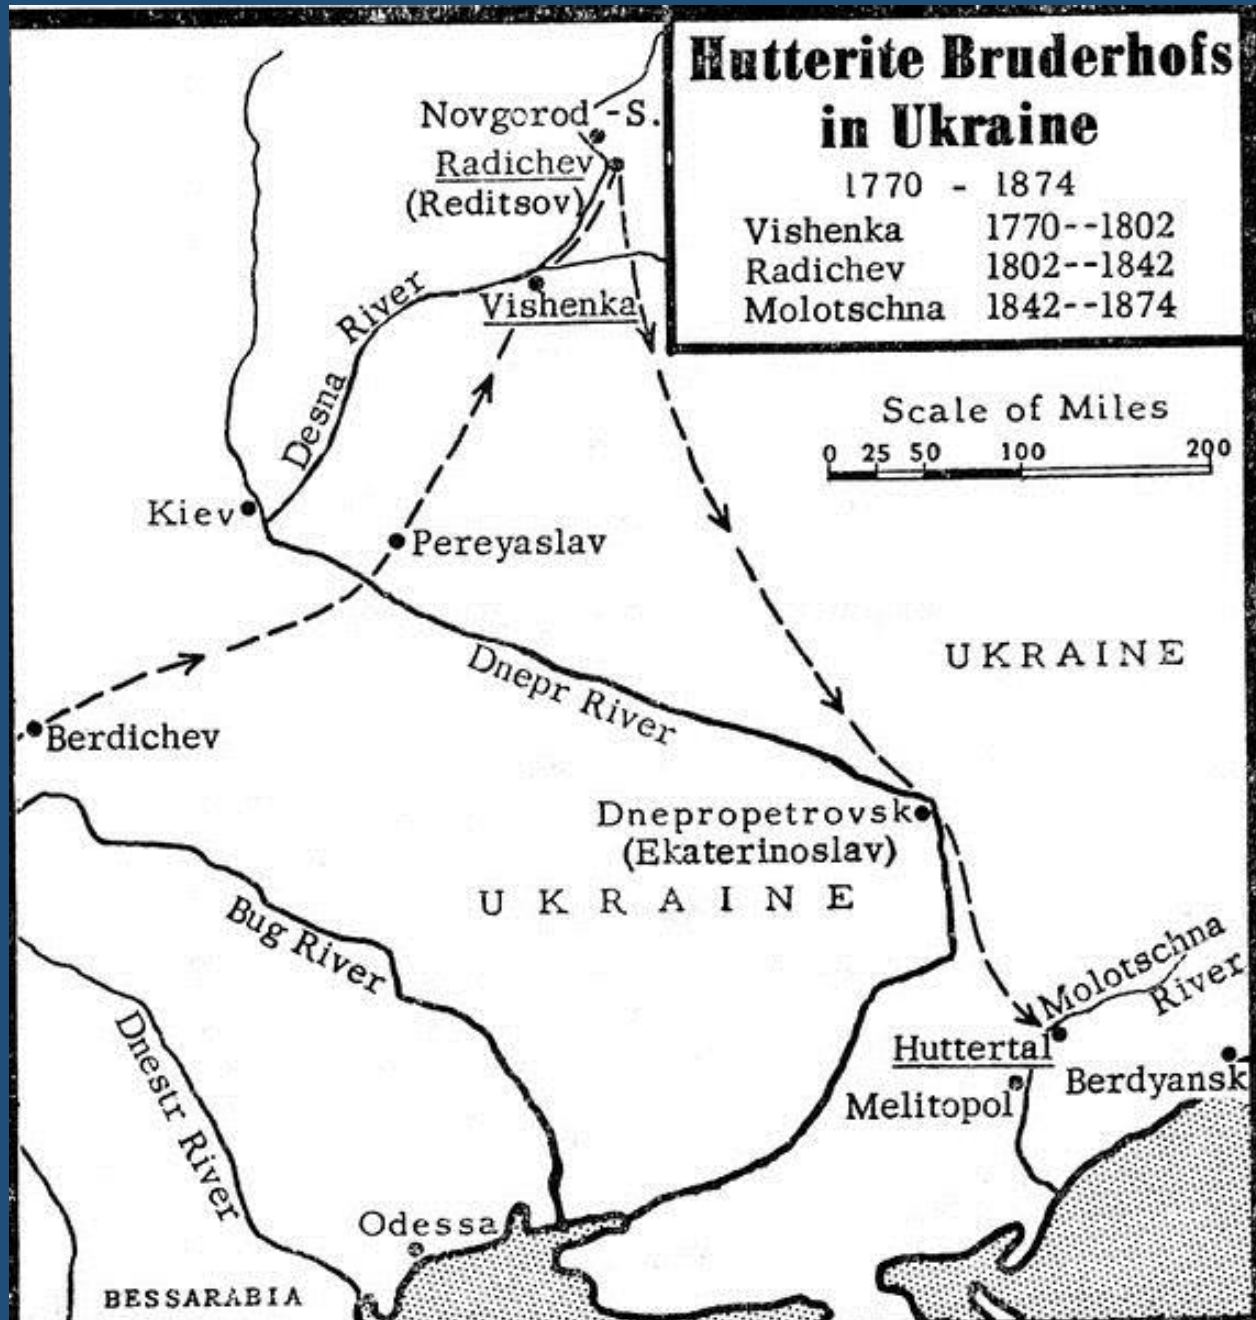 Hutterite Bruderhofs
in Ukraine
1770 - 1874
Vishenka 1770--1802
Radichev 1802--1842
Molotschna 1842--1874
Novgorod -S.
Radichev
(Reditsov)
Vishenka
Desna River
Scale of Miles
0 25 50 100 200
Kiev
Pereyaslav
UKRAINE
Dnepr River
Berdichev
Dnepropetrovsk
(Ekaterinoslav)
UKRAINE
Bug River
Molotschna
River
Dnestr River
Huttertal
Berdyansk
Melitopol
Odessa
BESSARABIA